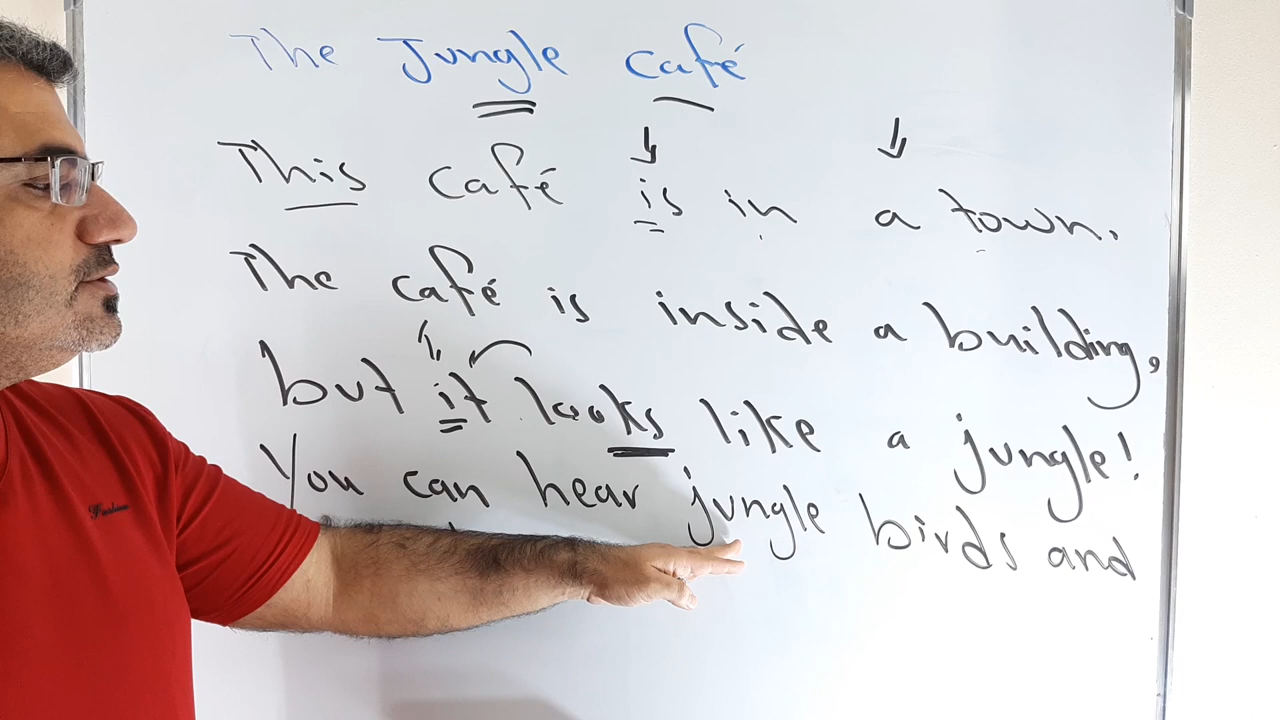 The Jungle café
This café is in a town.
The café is inside a building,
but it looks like a jungle!
You can hear jungle birds and